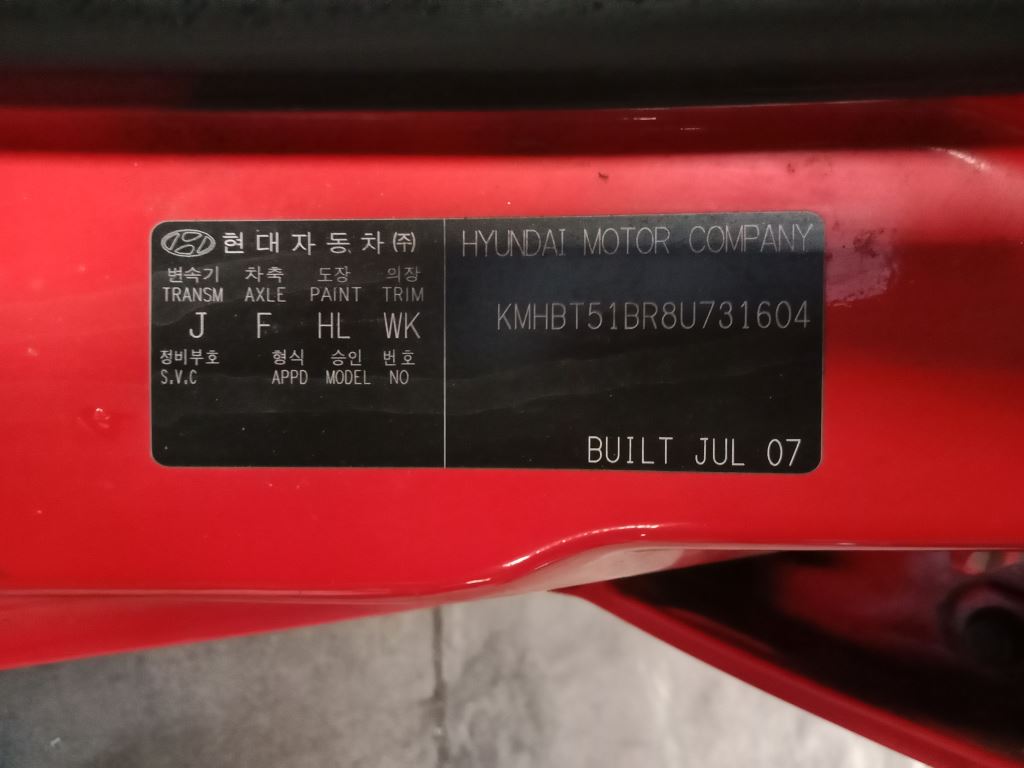 현대자동차㈜
변속기 차축 도장 의장
TRANSM AXLE PAINT TRIM
J F HL WK
정비부호 형식 승인 번호
S.V.C APPD MODEL NO
HYUNDAI MOTOR COMPANY
KMHBT51BR8U731604
BUILT JUL 07